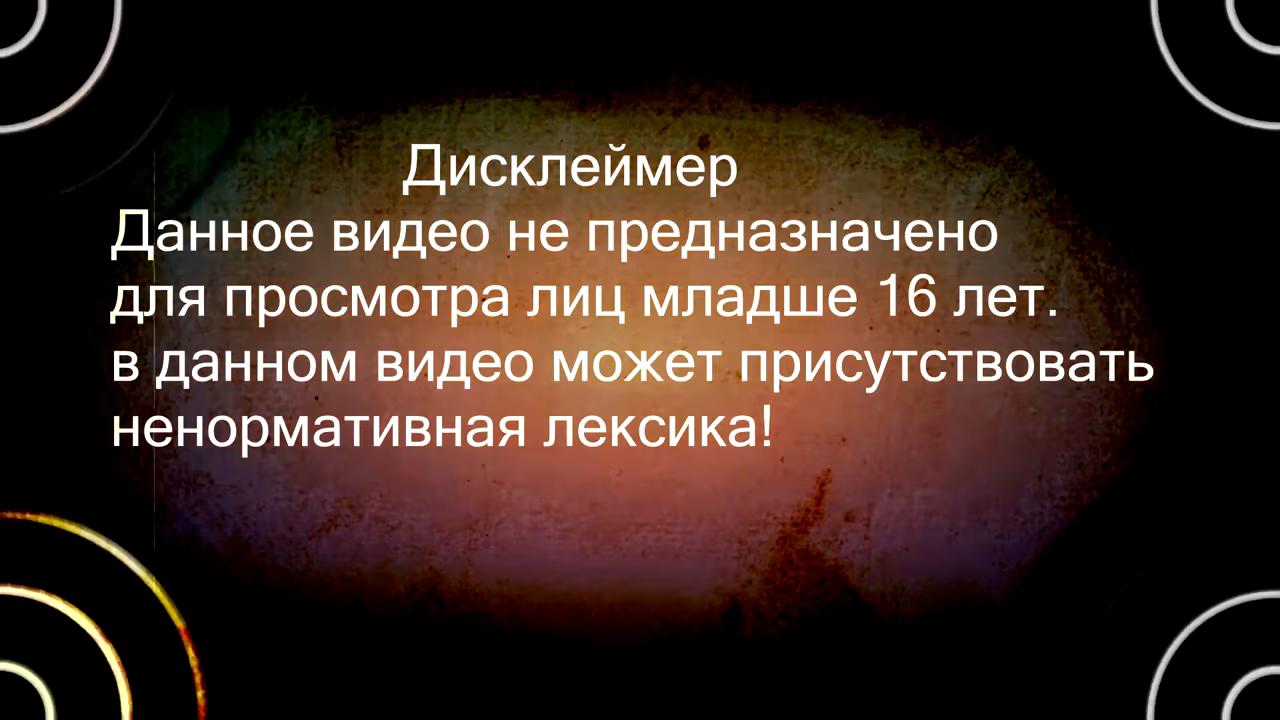 Дисклеймер
Данное видео не предназначено
для просмотра лиц младше 16 лет.
в данном видео может присутствовать
ненормативная лексика!